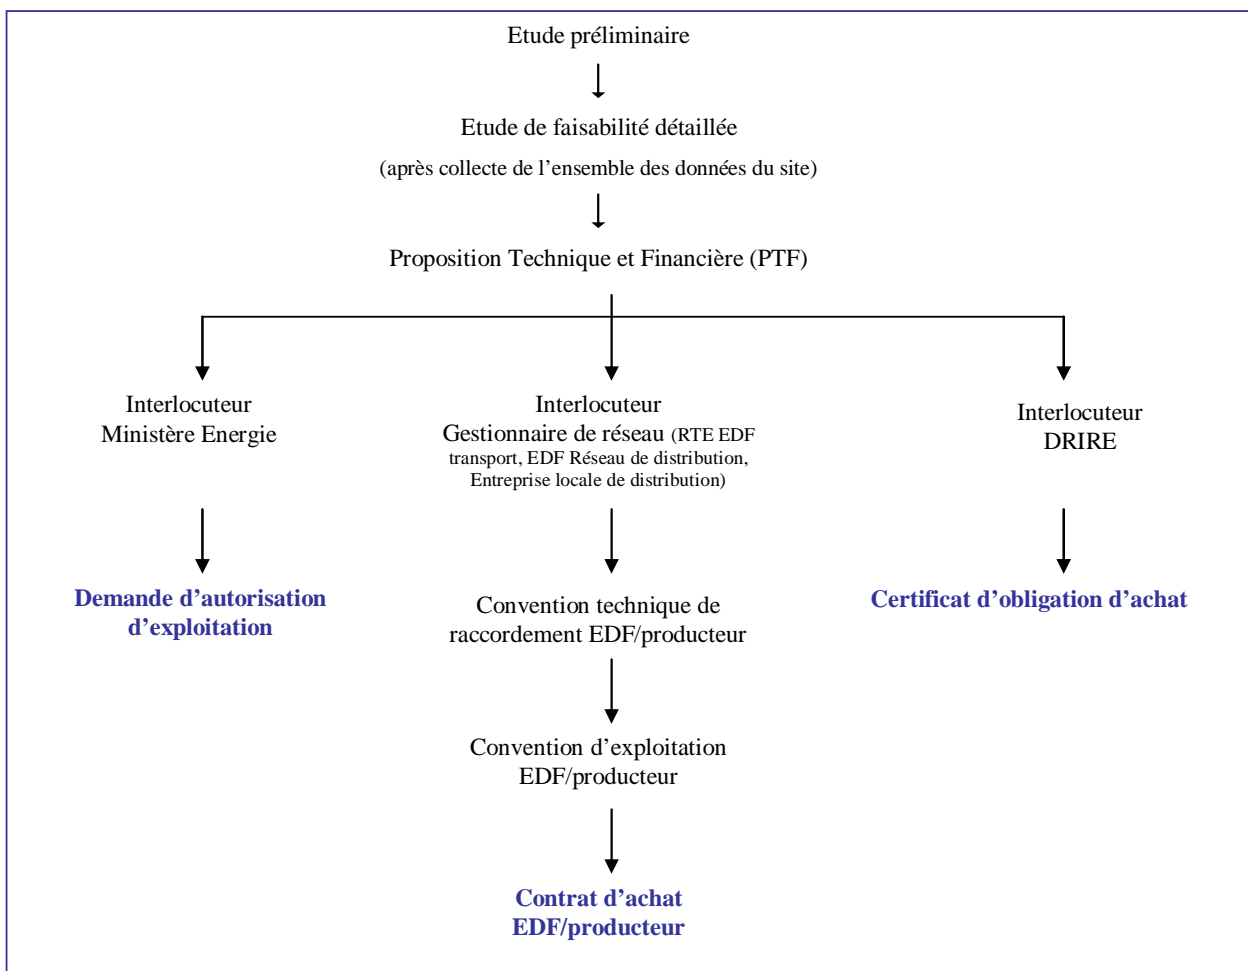 Etude préliminaire
Etude de faisabilité détaillée
(après collecte de l’ensemble des données du site)
Proposition Technique et Financière (PTF)
Interlocuteur
Ministère Energie
Interlocuteur
Gestionnaire de réseau (RTE EDF
transport, EDF Réseau de distribution,
Entreprise locale de distribution)
Interlocuteur
DRIRE
Demande d’autorisation
d’exploitation
Convention technique de
raccordement EDF/producteur
Certificat d’obligation d’achat
Convention d’exploitation
EDF/producteur
Contrat d’achat
EDF/producteur